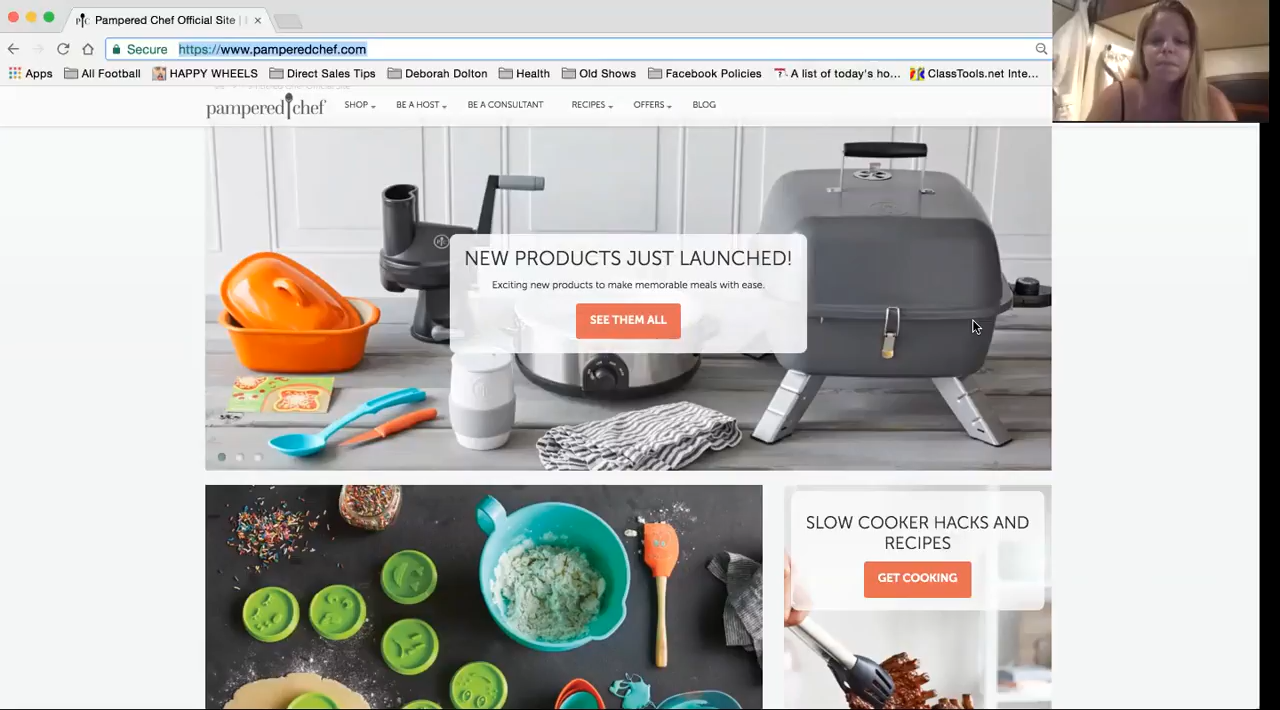 Pampered Chef Official Site |
Secure https://www.pamperedchef.com
Apps All Football HAPPY WHEELS Direct Sales Tips Deborah Dolton Health Old Shows Facebook Policies A list of today's ho... ClassTools.net Inte...
pampered chef SHOP BE A HOST BE A CONSULTANT RECIPES OFFERS BLOG
NEW PRODUCTS JUST LAUNCHED!
Exciting new products to make memorable meals with ease.
SEE THEM ALL
SLOW COOKER HACKS AND
RECIPES
GET COOKING